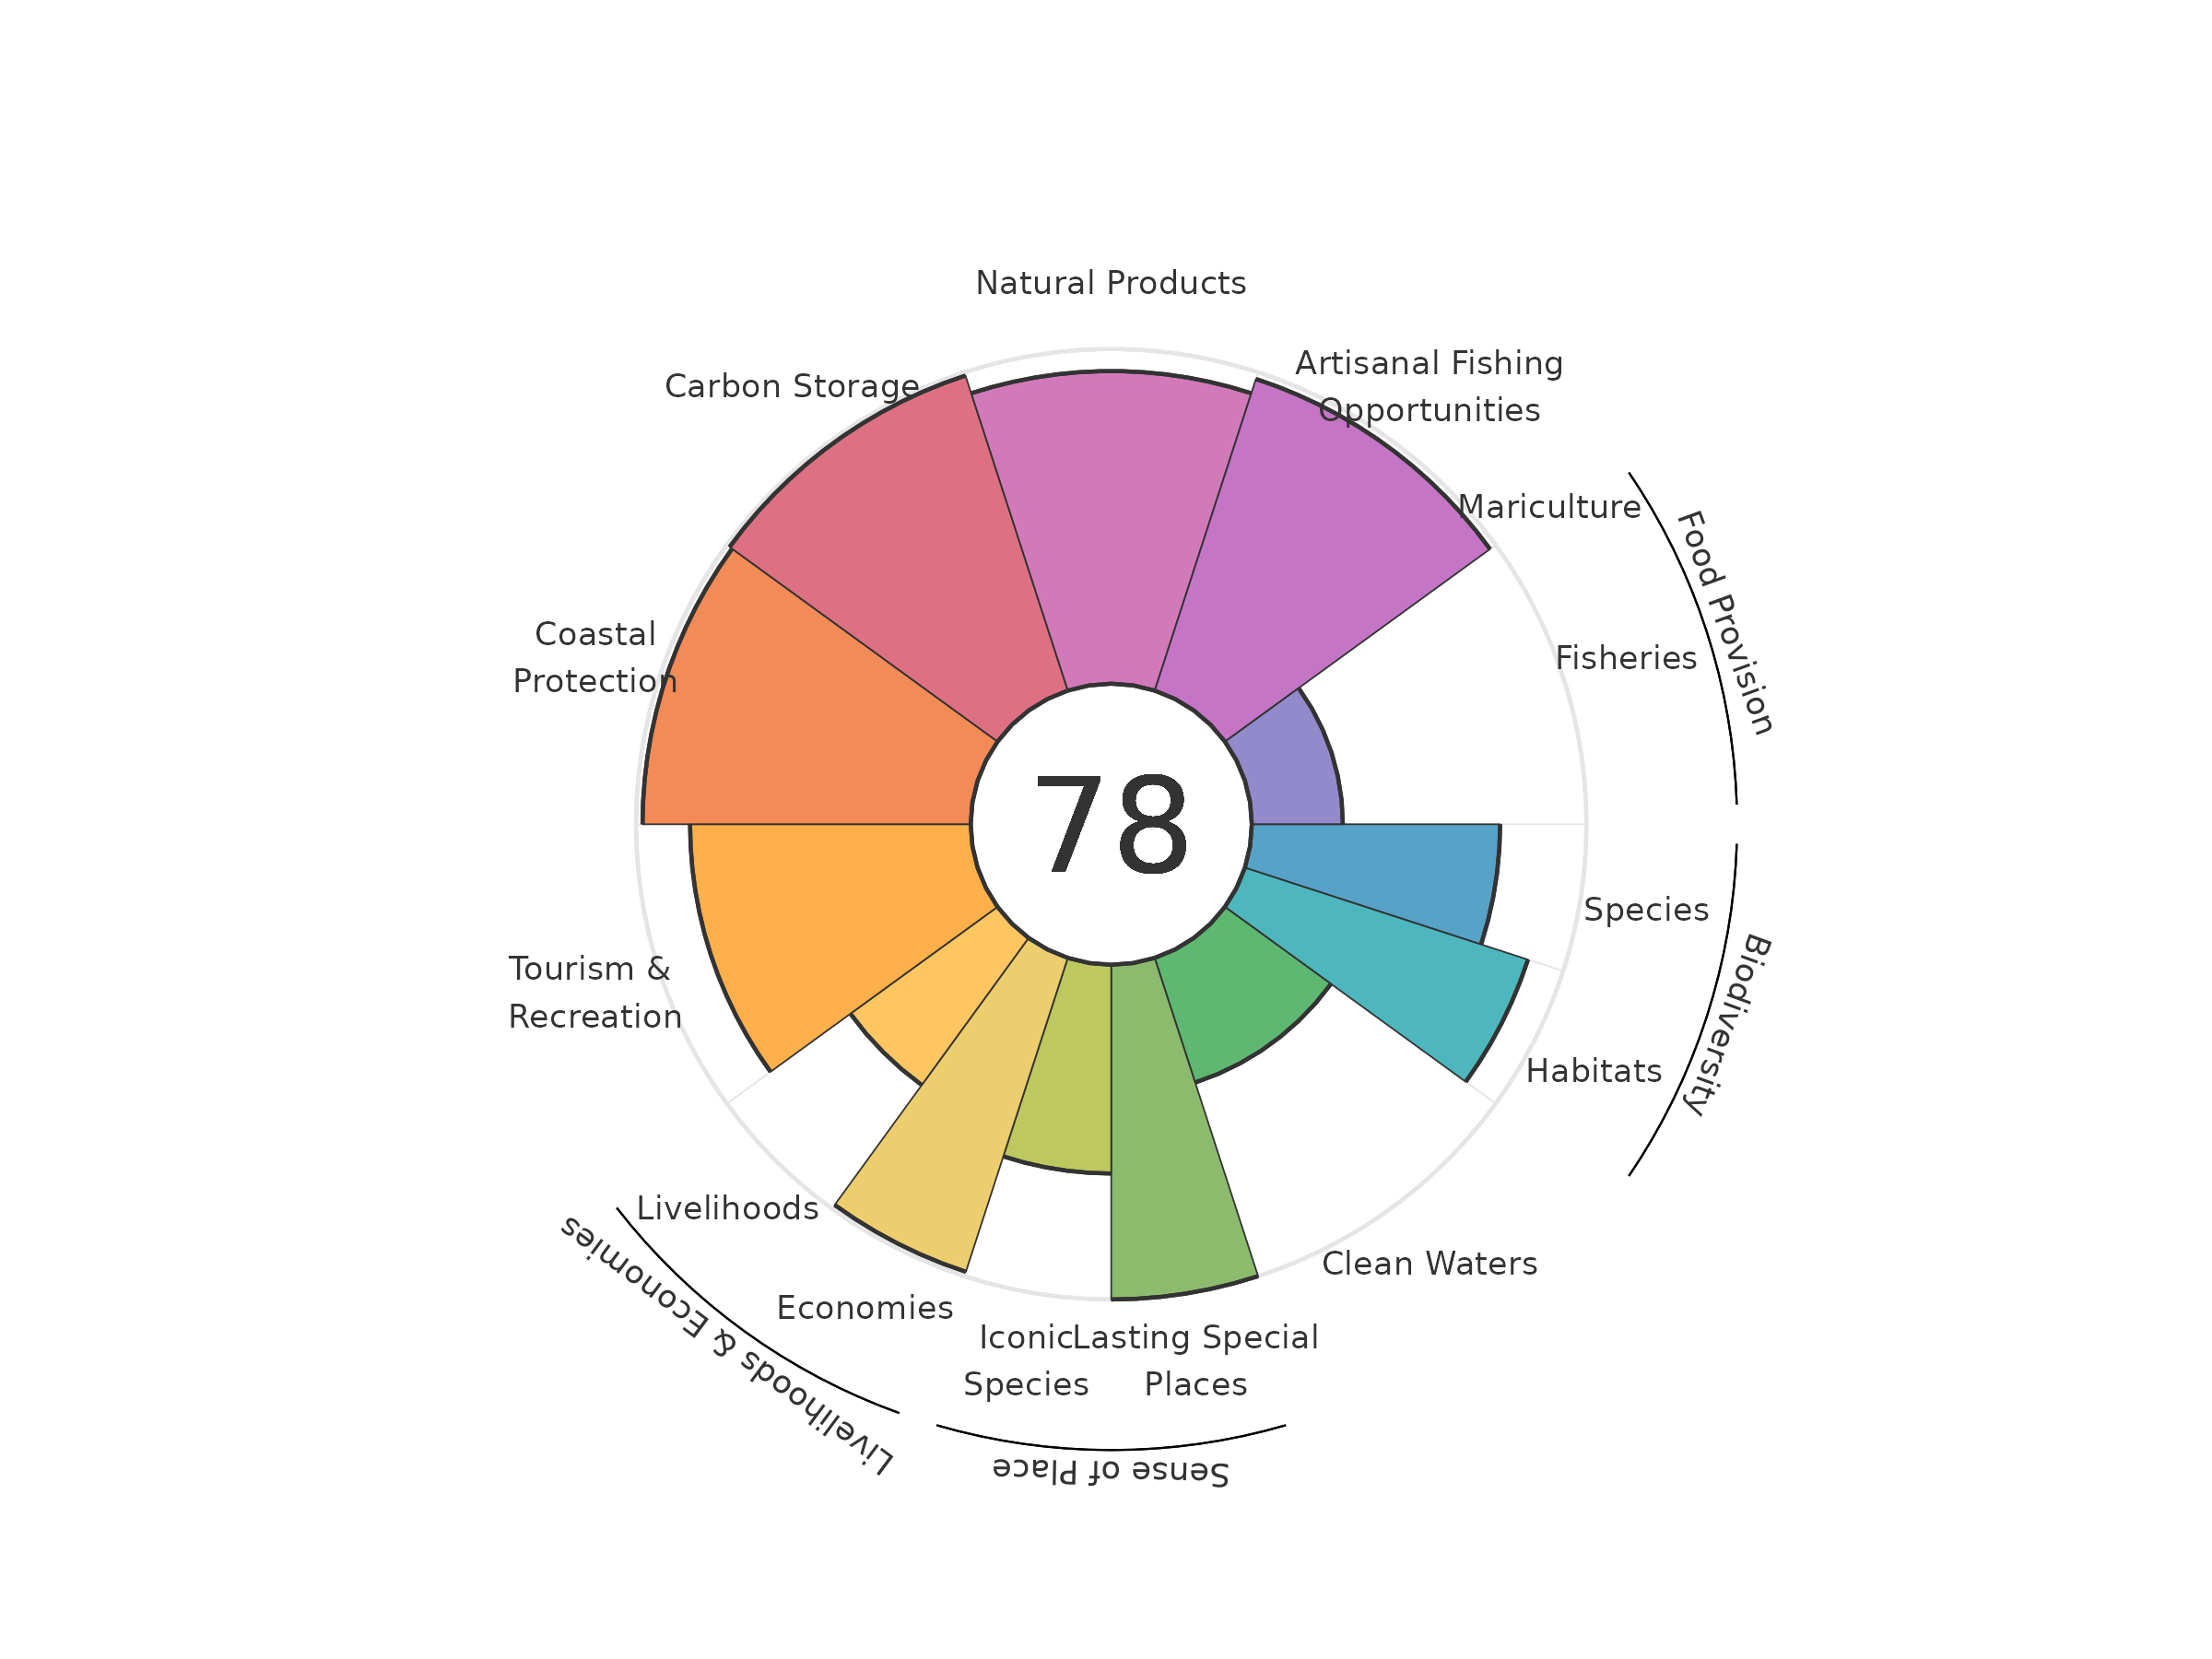 Natural Products
Artisanal Fishing
Opportunities
Carbon Storage
Mariculture
Food Provision
Fisheries
Coastal
Protection
78
Species
Biodiversity
Tourism &
Recreation
Habitats
Livelihoods
Clean Waters
Livelihoods & Economies
Economies
Iconic
Species
Lasting Special
Places
Sense of Place